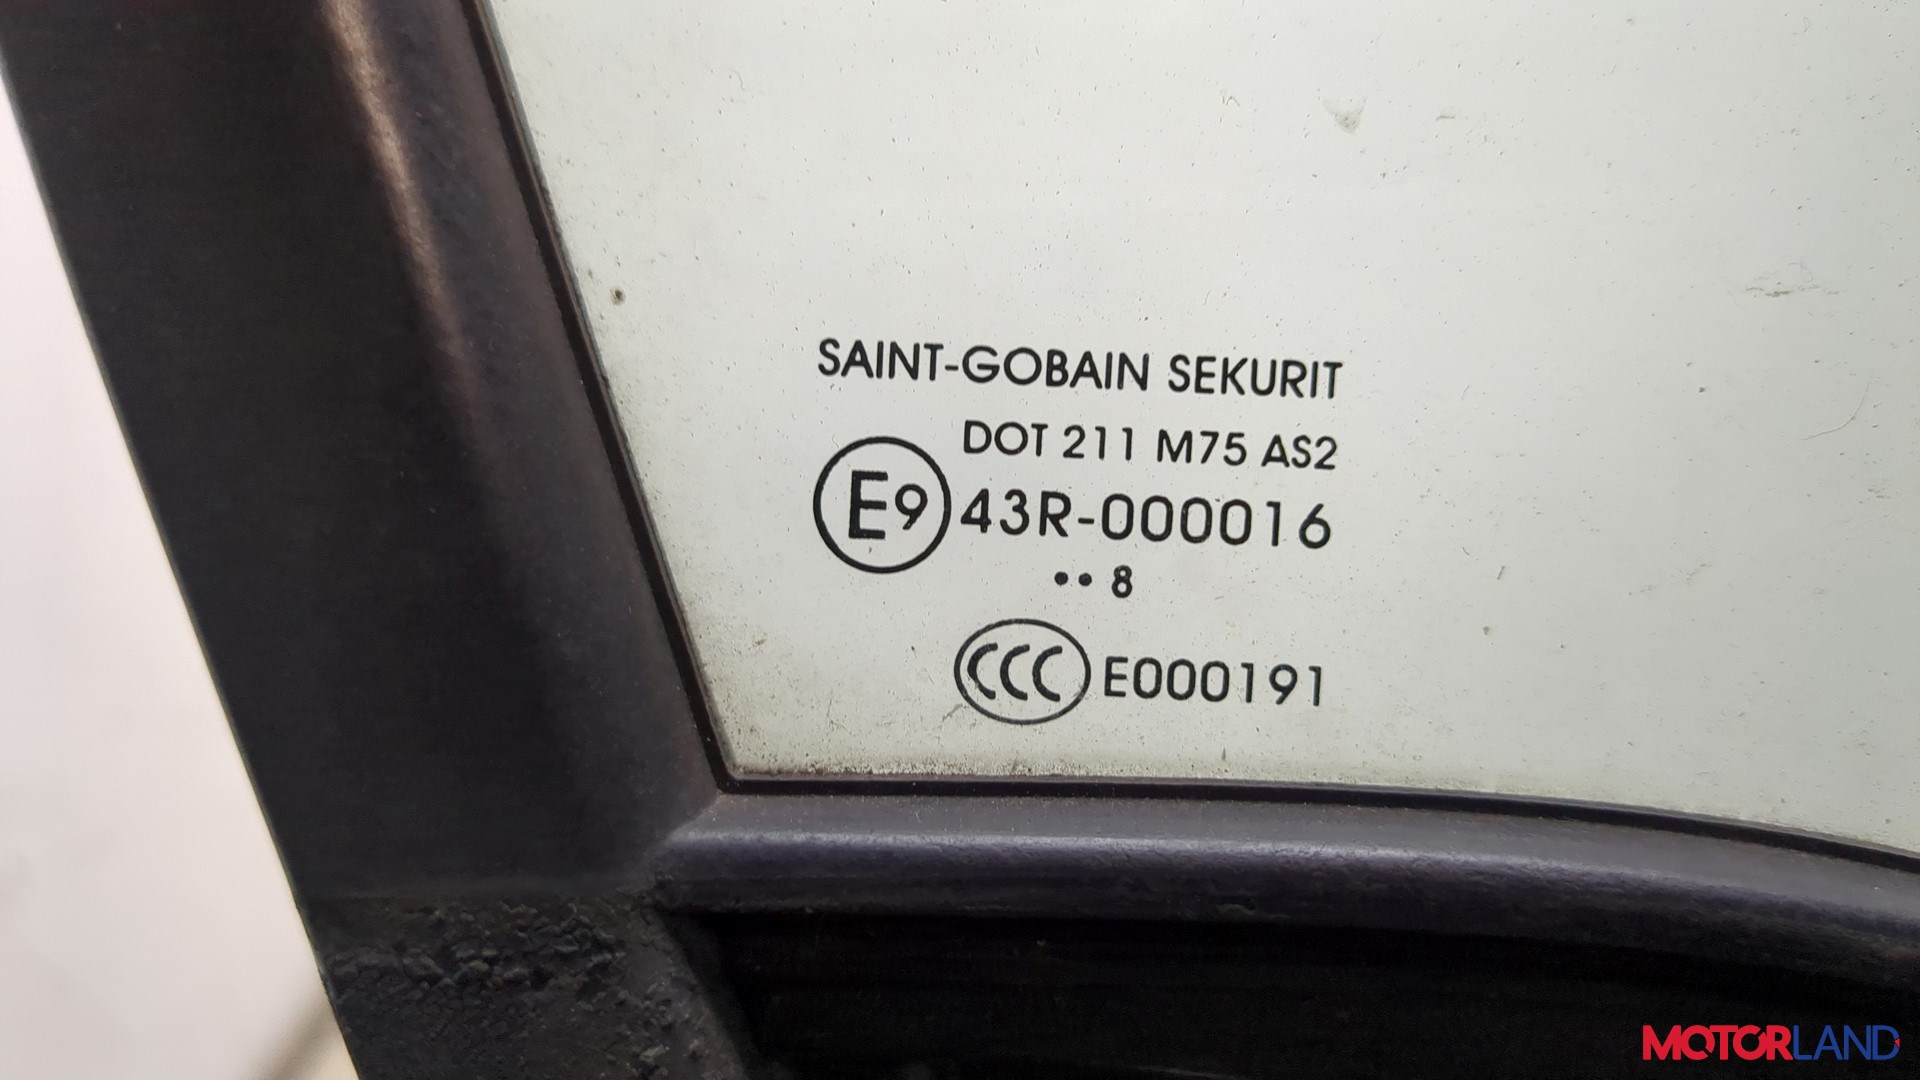 SAINT-GOBAIN SEKURIT
DOT 211 M75 AS2
E9 43R-000016
•• 8
CCC E000191
MOTORLAND